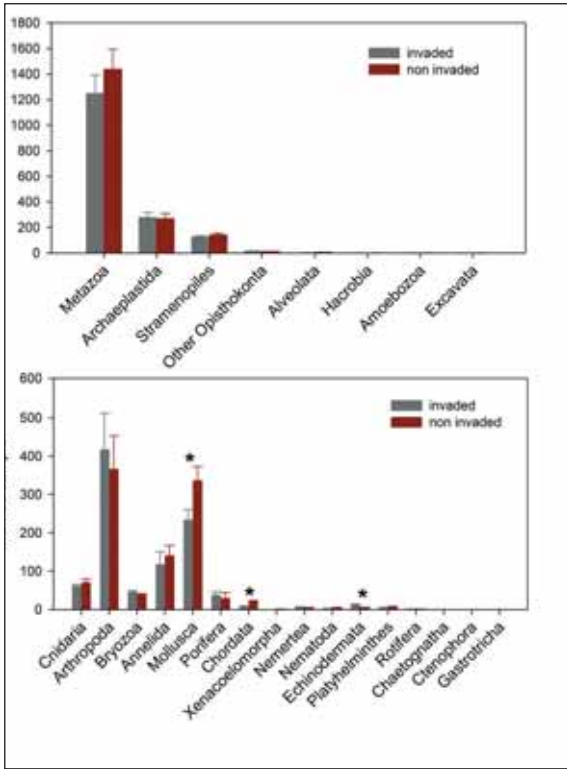 1800
1600
1400
1200
1000
800
600
400
200
0
invaded
non invaded
Metazoa
Archaeplastida
Stramenopiles
Other Opisthokonta
Alveolata
Hacrobia
Amoebozoa
Excavata
600
500
400
300
200
100
0
invaded
non invaded
*
*
*
Cnidaria
Arthropoda
Bryozoa
Annelida
Mollusca
Porifera
Chordata
Xenacoelomorpha
Nemertea
Nematoda
Echinodermata
Platyhelminthes
Rotifera
Chaetognatha
Ctenophora
Gastrotricha